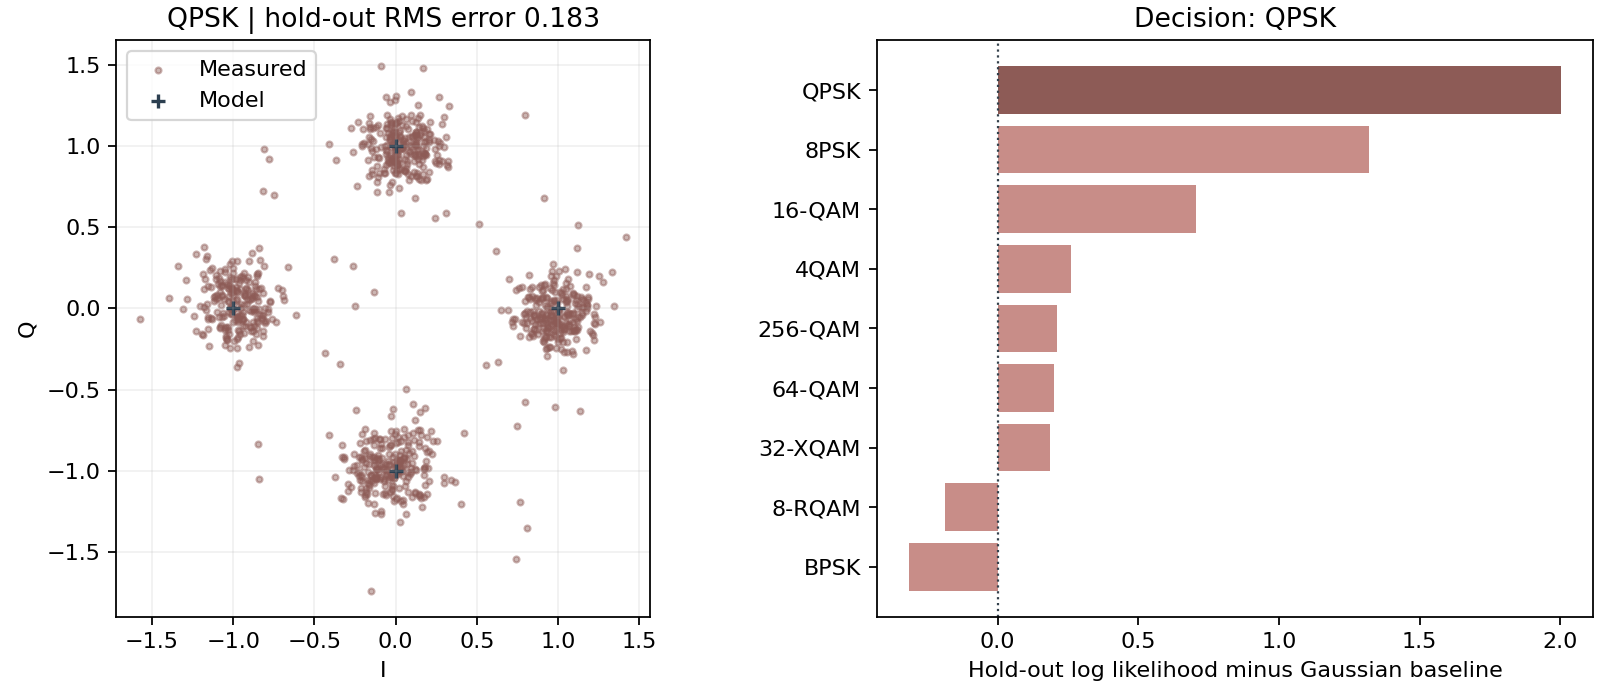 QPSK | hold-out RMS error 0.183
Measured
Model
1.5
1.0
0.5
0.0
−0.5
−1.0
−1.5
Q
−1.5
−1.0
−0.5
0.0
0.5
1.0
1.5
I
Decision: QPSK
QPSK
8PSK
16-QAM
4QAM
256-QAM
64-QAM
32-XQAM
8-RQAM
BPSK
0.0
0.5
1.0
1.5
2.0
Hold-out log likelihood minus Gaussian baseline